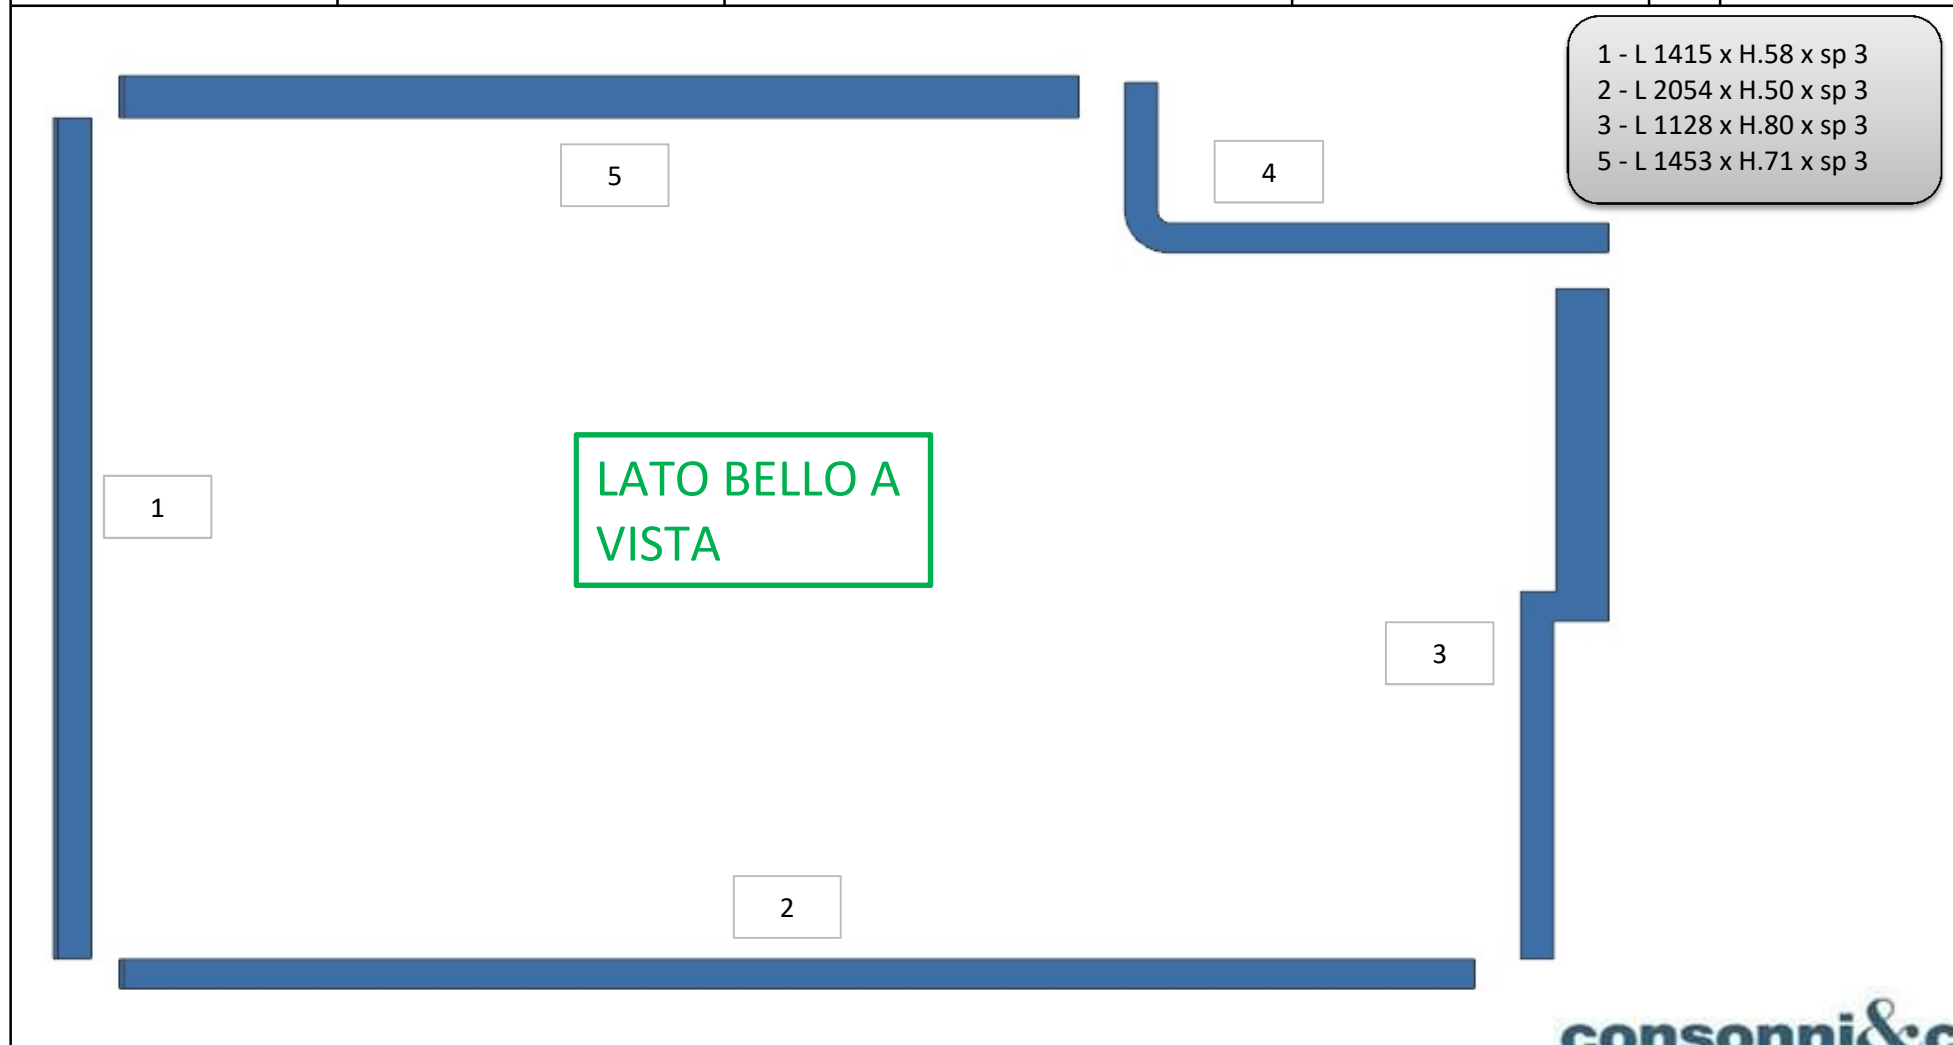 1 - L 1415 x H.58 x sp 3
2 - L 2054 x H.50 x sp 3
3 - L 1128 x H.80 x sp 3
5 - L 1453 x H.71 x sp 3
5
4
LATO BELLO A
VISTA
1
3
2
consonni&c